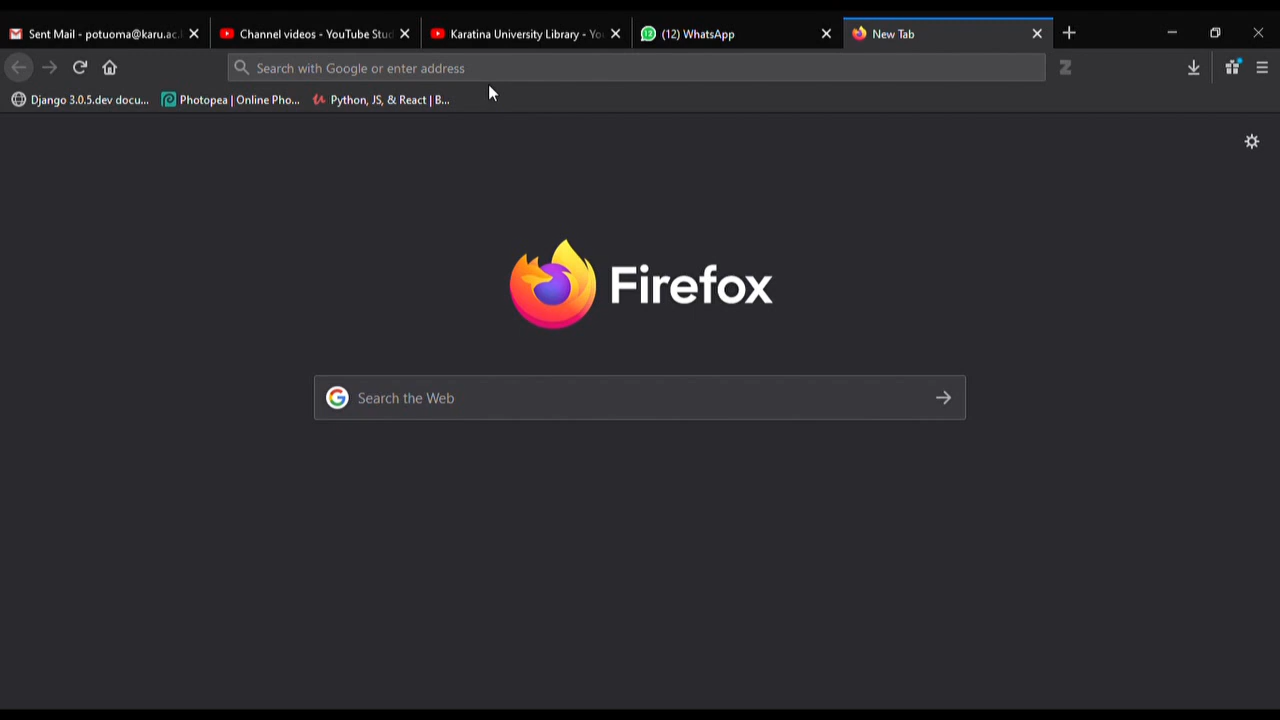 Sent Mail - potuoma@karu.ac.
Channel videos - YouTube Stud
Karatina University Library - Yo
(12) WhatsApp
New Tab
Search with Google or enter address
Django 3.0.5.dev docu...
Photopea | Online Pho...
Python, JS, & React | B...
Firefox
Search the Web